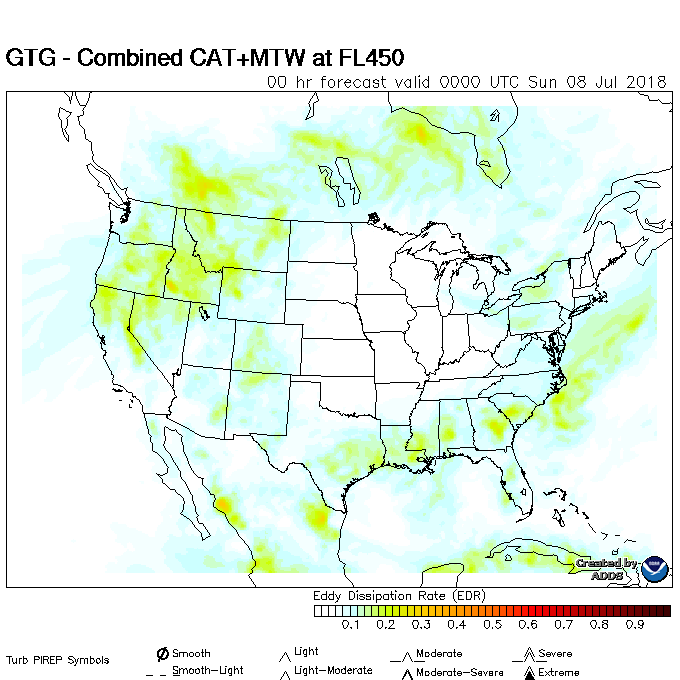 GTG - Combined CAT+MTW at FL450
00 hr forecast valid 0000 UTC Sun 08 Jul 2018
Created by
ADDS
Eddy Dissipation Rate (EDR)
0.1 0.2 0.3 0.4 0.5 0.6 0.7 0.8 0.9
Turb PIREP Symbols
Smooth Light Moderate Severe
Smooth-Light Light-Moderate Moderate-Severe Extreme